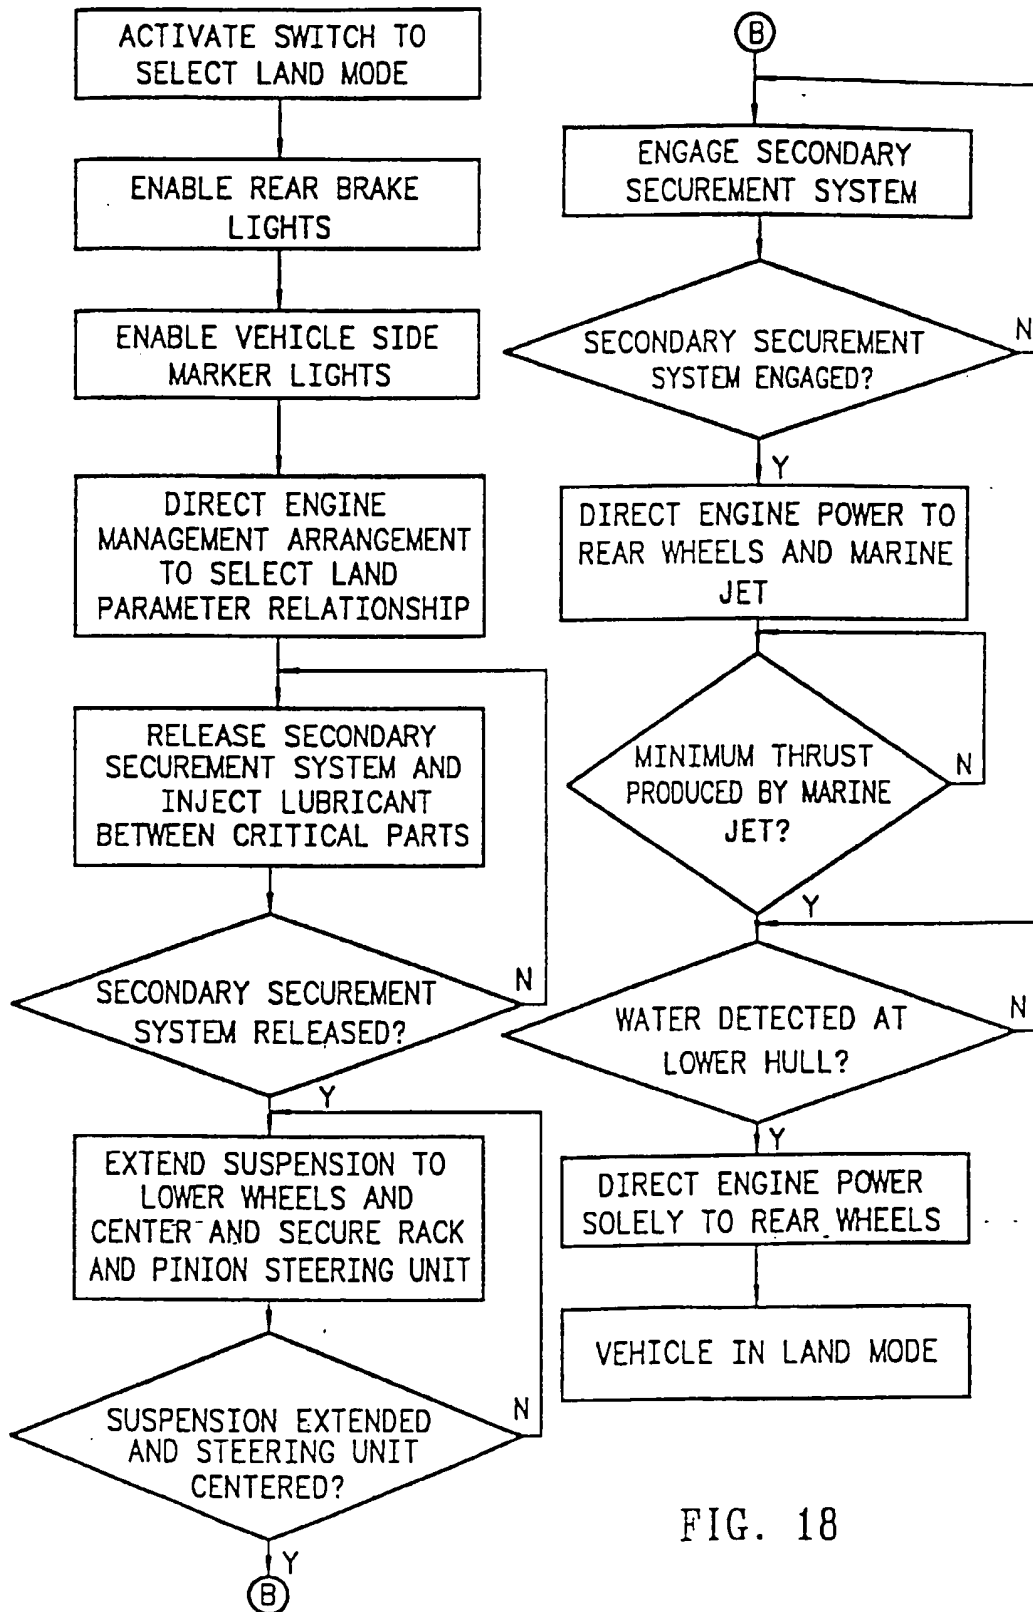 ACTIVATE SWITCH TO
SELECT LAND MODE
ENABLE REAR BRAKE
LIGHTS
ENABLE VEHICLE SIDE
MARKER LIGHTS
DIRECT ENGINE
MANAGEMENT ARRANGEMENT
TO SELECT LAND
PARAMETER RELATIONSHIP
RELEASE SECONDARY
SECUREMENT SYSTEM AND
INJECT LUBRICANT
BETWEEN CRITICAL PARTS
SECONDARY SECUREMENT
SYSTEM RELEASED?
N
Y
EXTEND SUSPENSION TO
LOWER WHEELS AND
CENTER AND SECURE RACK
AND PINION STEERING UNIT
SUSPENSION EXTENDED
AND STEERING UNIT
CENTERED?
N
Y
B
B
ENGAGE SECONDARY
SECUREMENT SYSTEM
SECONDARY SECUREMENT
SYSTEM ENGAGED?
N
Y
DIRECT ENGINE POWER TO
REAR WHEELS AND MARINE
JET
MINIMUM THRUST
PRODUCED BY MARINE
JET?
N
Y
WATER DETECTED AT
LOWER HULL?
N
Y
DIRECT ENGINE POWER
SOLELY TO REAR WHEELS
VEHICLE IN LAND MODE
FIG. 18